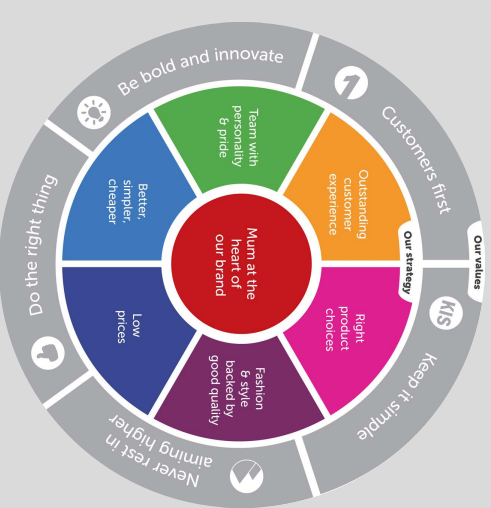 Our values
Customers first
KIS
Keep it simple
Never rest in
aiming higher
Do the right thing
Be bold and innovate
1
Our strategy
Outstanding
customer
experience
Right
product
choices
Fashion
& style
backed by
good quality
Low
prices
Better,
simpler,
cheaper
Team with
personality
& pride
Mum at the
heart of
our brand